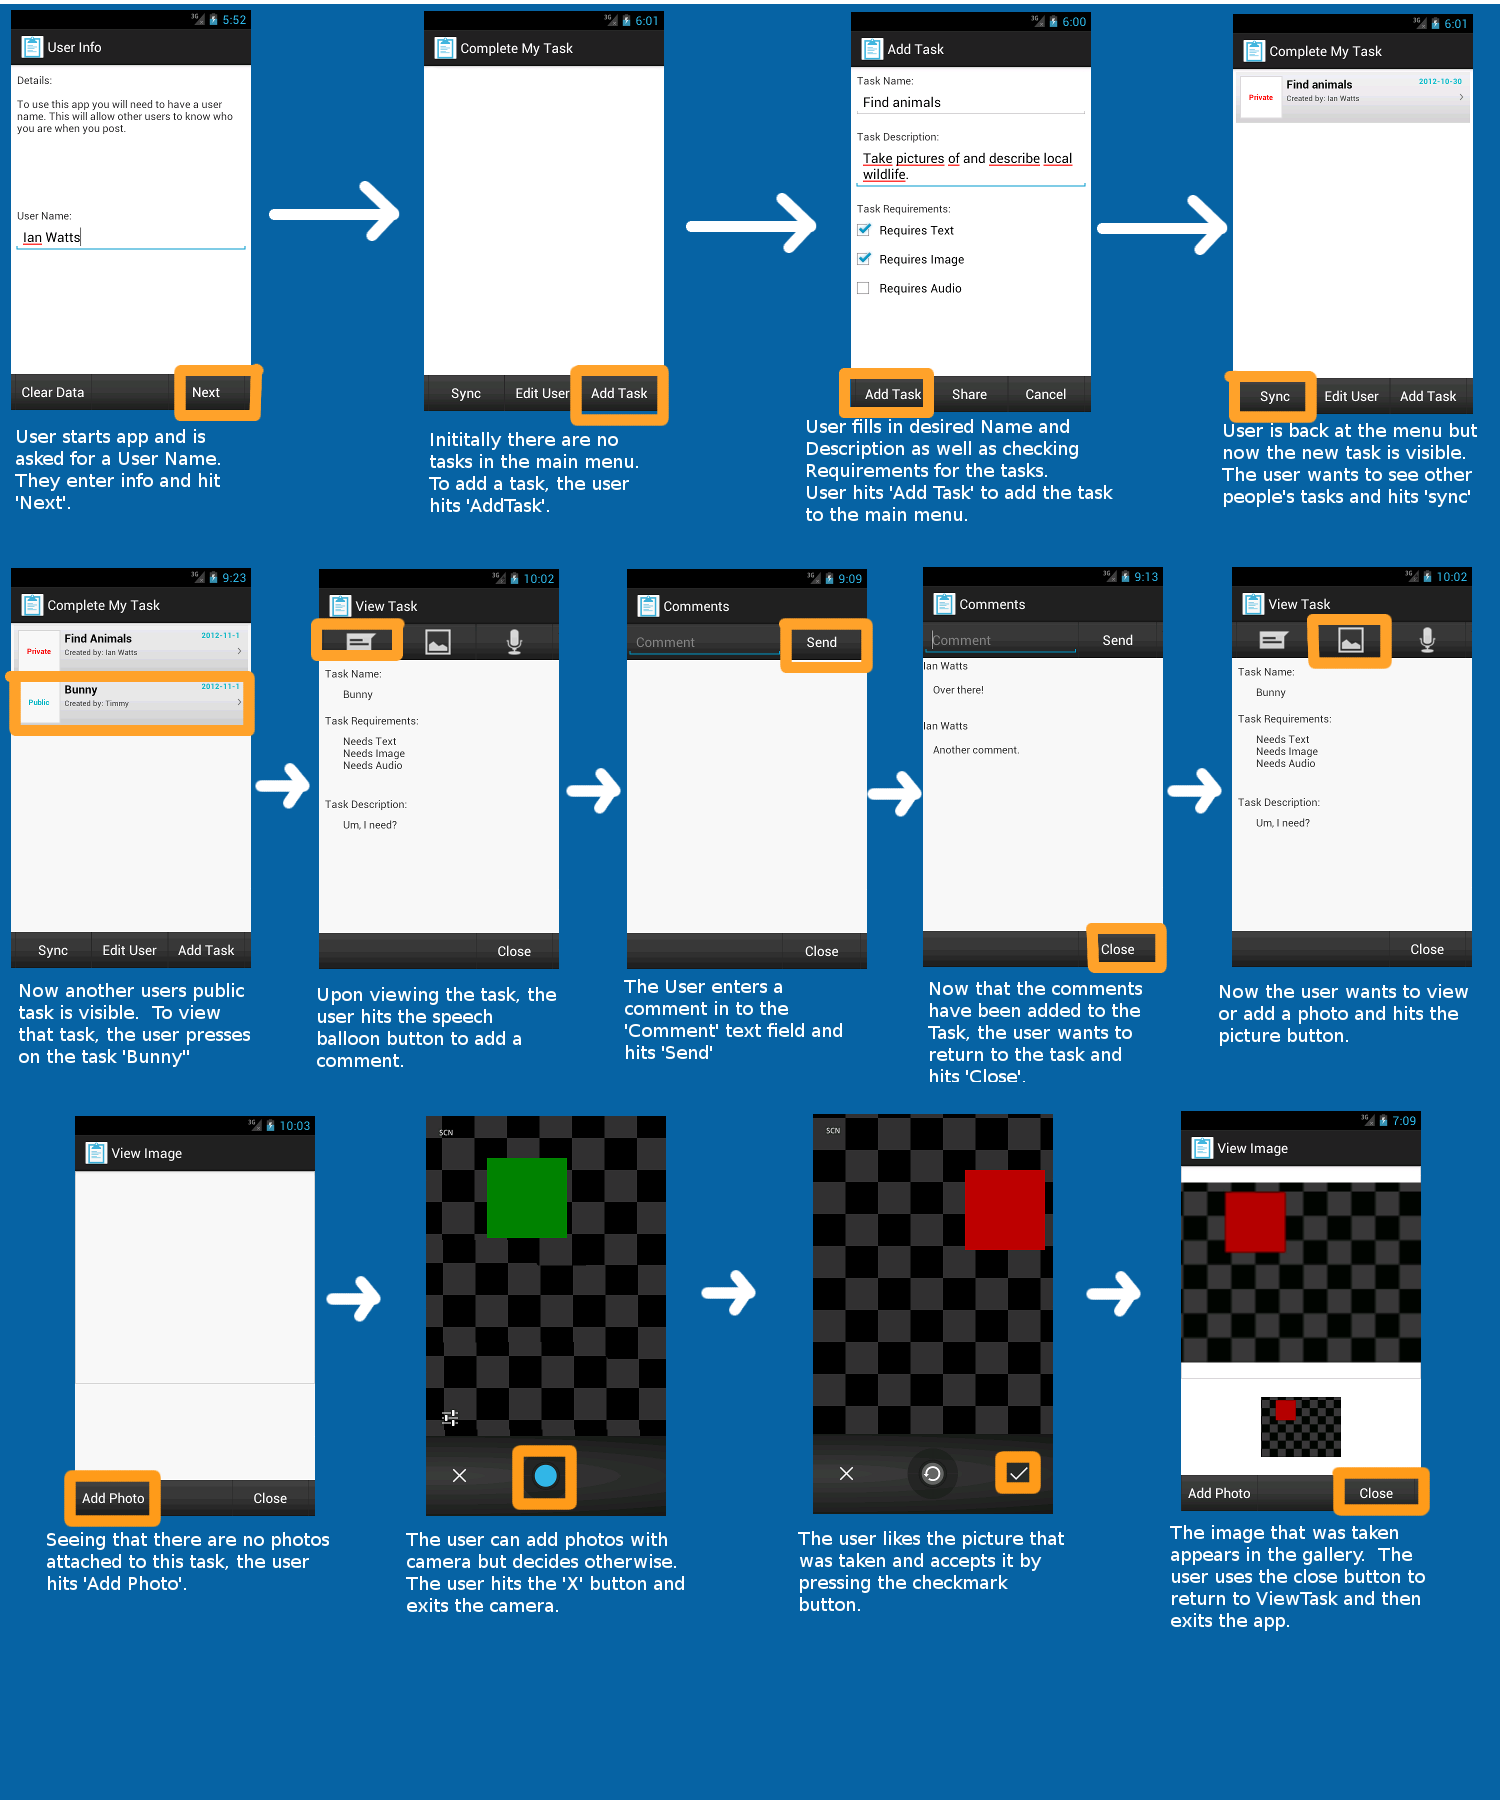 3G 5:52
User Info
Details:
To use this app you will need to have a user
name. This will allow other users to know who
you are when you post.
User Name:
Ian Watts
Clear Data Next
User starts app and is
asked for a User Name.
They enter info and hit
'Next'.
3G 6:01
Complete My Task
Sync Edit User Add Task
Inititally there are no
tasks in the main menu.
To add a task, the user
hits 'AddTask'.
3G 6:00
Add Task
Task Name:
Find animals
Task Description:
Take pictures of and describe local
wildlife.
Task Requirements:
Requires Text
Requires Image
Requires Audio
Add Task Share Cancel
User fills in desired Name and
Description as well as checking
Requirements for the tasks.
User hits 'Add Task' to add the task
to the main menu.
3G 6:01
Complete My Task
Private
Find animals 2012-10-30
Created by: Ian Watts
Sync Edit User Add Task
User is back at the menu but
now the new task is visible.
The user wants to see other
people's tasks and hits 'sync'
3G 9:23
Complete My Task
Private
Find Animals 2012-11-1
Created by: Ian Watts
Public
Bunny 2012-11-1
Created by: Timmy
Sync Edit User Add Task
Now another users public
task is visible. To view
that task, the user presses
on the task 'Bunny"
3G 10:02
View Task
Task Name:
Bunny
Task Requirements:
Needs Text
Needs Image
Needs Audio
Task Description:
Um, I need?
Close
Upon viewing the task, the
user hits the speech
balloon button to add a
comment.
3G 9:09
Comments
Comment Send
Close
The User enters a
comment in to the
'Comment' text field and
hits 'Send'
3G 9:13
Comments
Comment Send
Ian Watts
Over there!
Ian Watts
Another comment.
Close
Now that the comments
have been added to the
Task, the user wants to
return to the task and
hits 'Close'.
3G 10:02
View Task
Task Name:
Bunny
Task Requirements:
Needs Text
Needs Image
Needs Audio
Task Description:
Um, I need?
Close
Now the user wants to view
or add a photo and hits the
picture button.
3G 10:03
View Image
Add Photo Close
Seeing that there are no photos
attached to this task, the user
hits 'Add Photo'.
SCN
The user can add photos with
camera but decides otherwise.
The user hits the 'X' button and
exits the camera.
SCN
The user likes the picture that
was taken and accepts it by
pressing the checkmark
button.
3G 7:09
View Image
Add Photo Close
The image that was taken
appears in the gallery. The
user uses the close button to
return to ViewTask and then
exits the app.